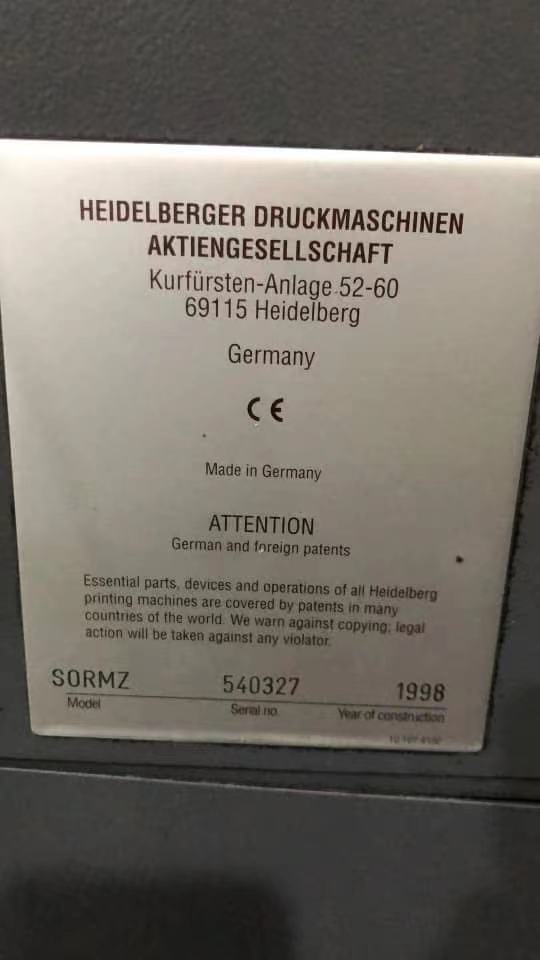 HEIDELBERGER DRUCKMASCHINEN
AKTIENGESELLSCHAFT
Kurfürsten-Anlage 52-60
69115 Heidelberg
Germany
CE
Made in Germany
ATTENTION
German and foreign patents
Essential parts, devices and operations of all Heidelberg
printing machines are covered by patents in many
countries of the world. We warn against copying; legal
action will be taken against any violator.
SORMZ 540327 1998
Model Serial no. Year of construction